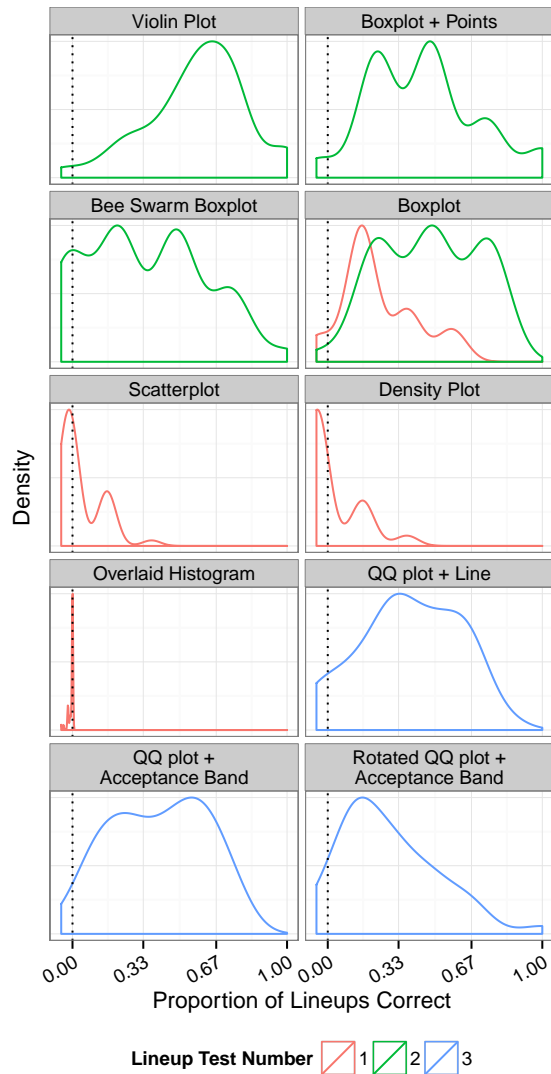 Violin Plot
Boxplot + Points
Bee Swarm Boxplot
Boxplot
Scatterplot
Density Plot
Overlaid Histogram
QQ plot + Line
QQ plot +
Acceptance Band
Rotated QQ plot +
Acceptance Band
Density
0.00 0.33 0.67 1.00
0.00 0.33 0.67 1.00
Proportion of Lineups Correct
Lineup Test Number 1 2 3